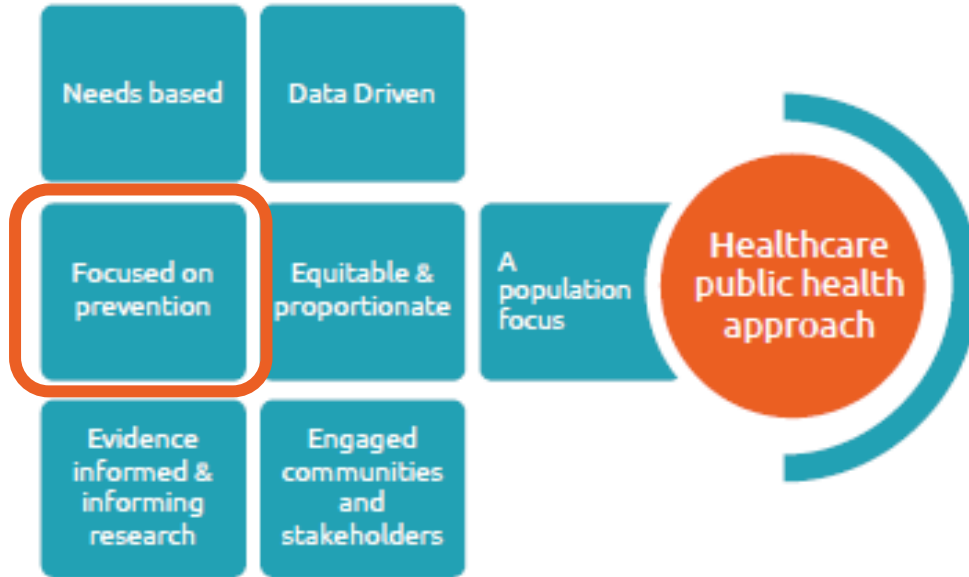 Needs based
Data Driven
Focused on
prevention
Equitable &
proportionate
A
population
focus
Healthcare
public health
approach
Evidence
informed &
informing
research
Engaged
communities
and
stakeholders